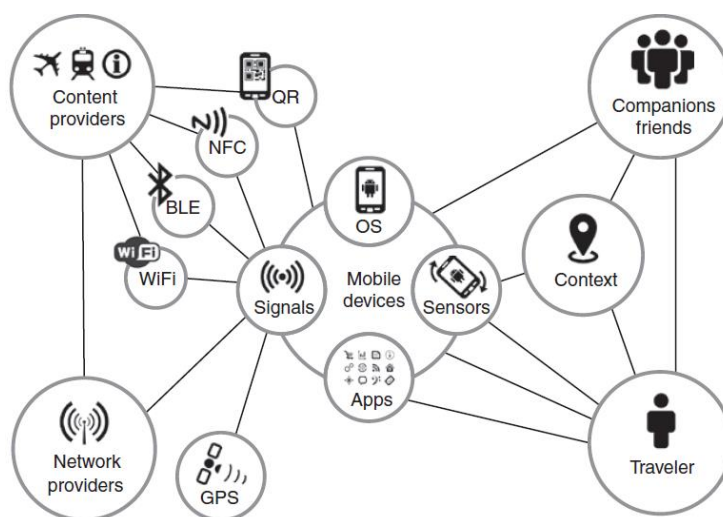 Content
providers
QR
NFC
BLE
WiFi
WiFi
Signals
OS
Mobile
devices
Sensors
Apps
Companions
friends
Context
Network
providers
GPS
Traveler